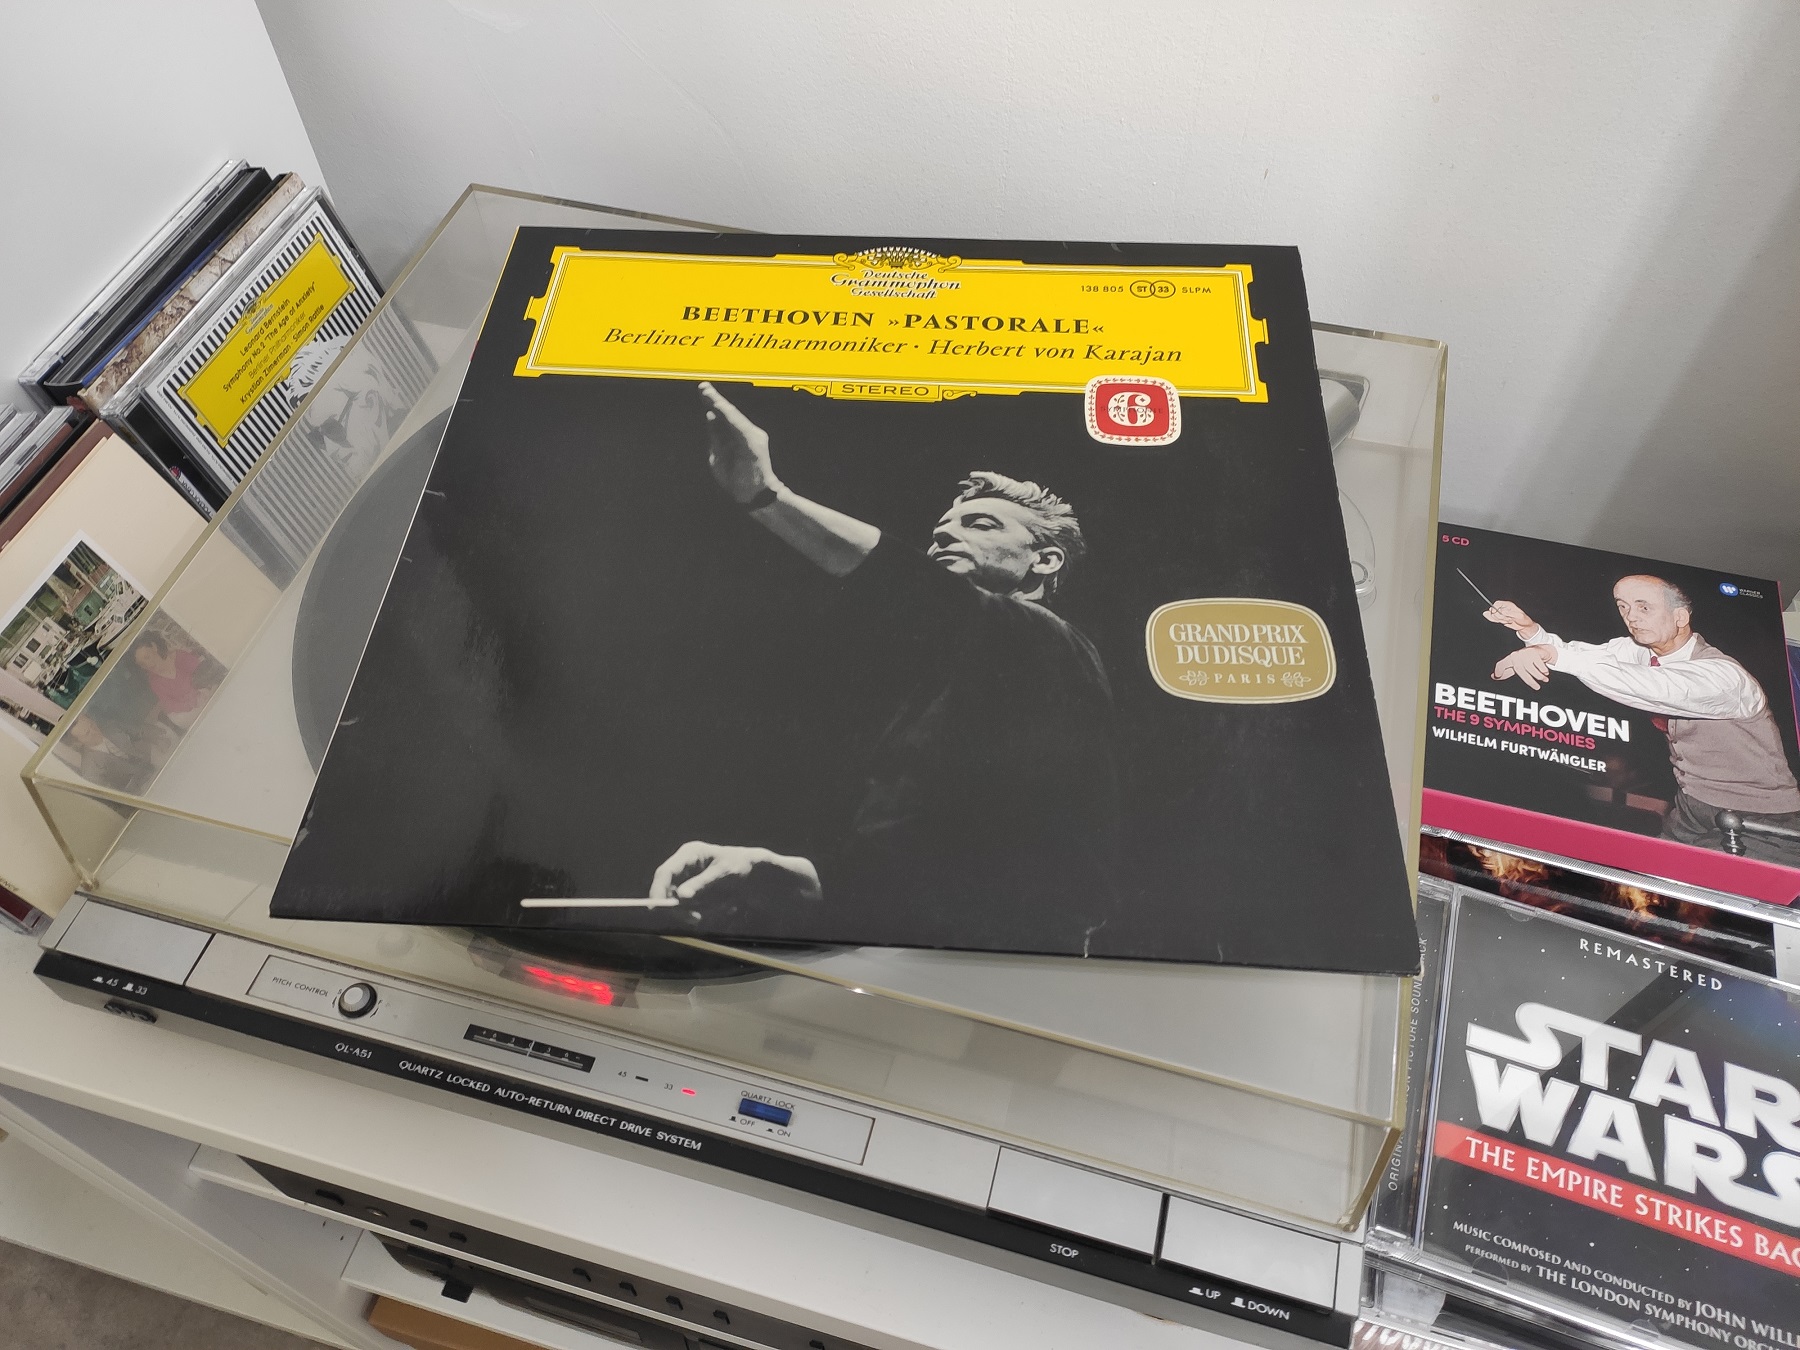 Deutsche
Grammophon
Gesellschaft
138 805 ST 33 SLPM
BEETHOVEN »PASTORALE«
Berliner Philharmoniker · Herbert von Karajan
STEREO
6
GRAND PRIX
DU DISQUE
PARIS
Leonard Bernstein
Symphony No. 2 "The Age of Anxiety"
Berliner Philharmoniker
Krystian Zimerman Simon Rattle
5 CD
WARNER
CLASSICS
BEETHOVEN
THE 9 SYMPHONIES
WILHELM FURTWÄNGLER
REMASTERED
STAR
WARS
THE EMPIRE STRIKES BAC
MUSIC COMPOSED AND CONDUCTED BY JOHN WILL
PERFORMED BY THE LONDON SYMPHONY ORCH
45 33
PITCH CONTROL
QL-A51
QUARTZ LOCKED AUTO-RETURN DIRECT DRIVE SYSTEM
45 33
QUARTZ LOCK
OFF ON
STOP
UP DOWN